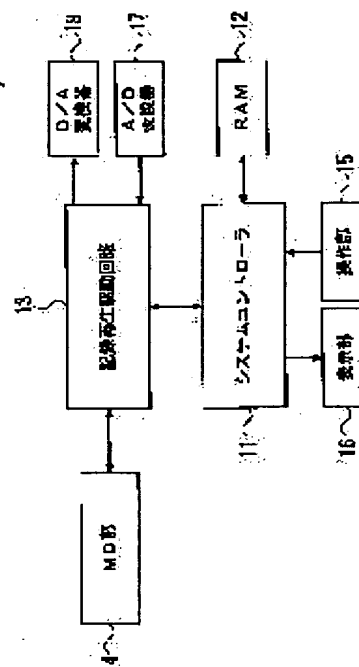 13
18
D/A
変換器
4
MD部
記録再生駆動回路
17
A/D
変換器
11
システムコントローラ
12
RAM
16
表示部
15
操作部